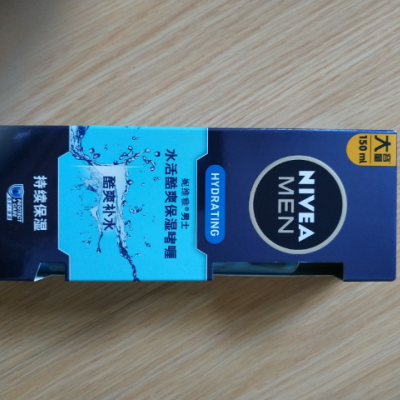 大容量
150 ml
NIVEA
MEN
HYDRATING
妮维雅®男士
水活酷爽保湿啫喱
酷爽补水
持续保湿